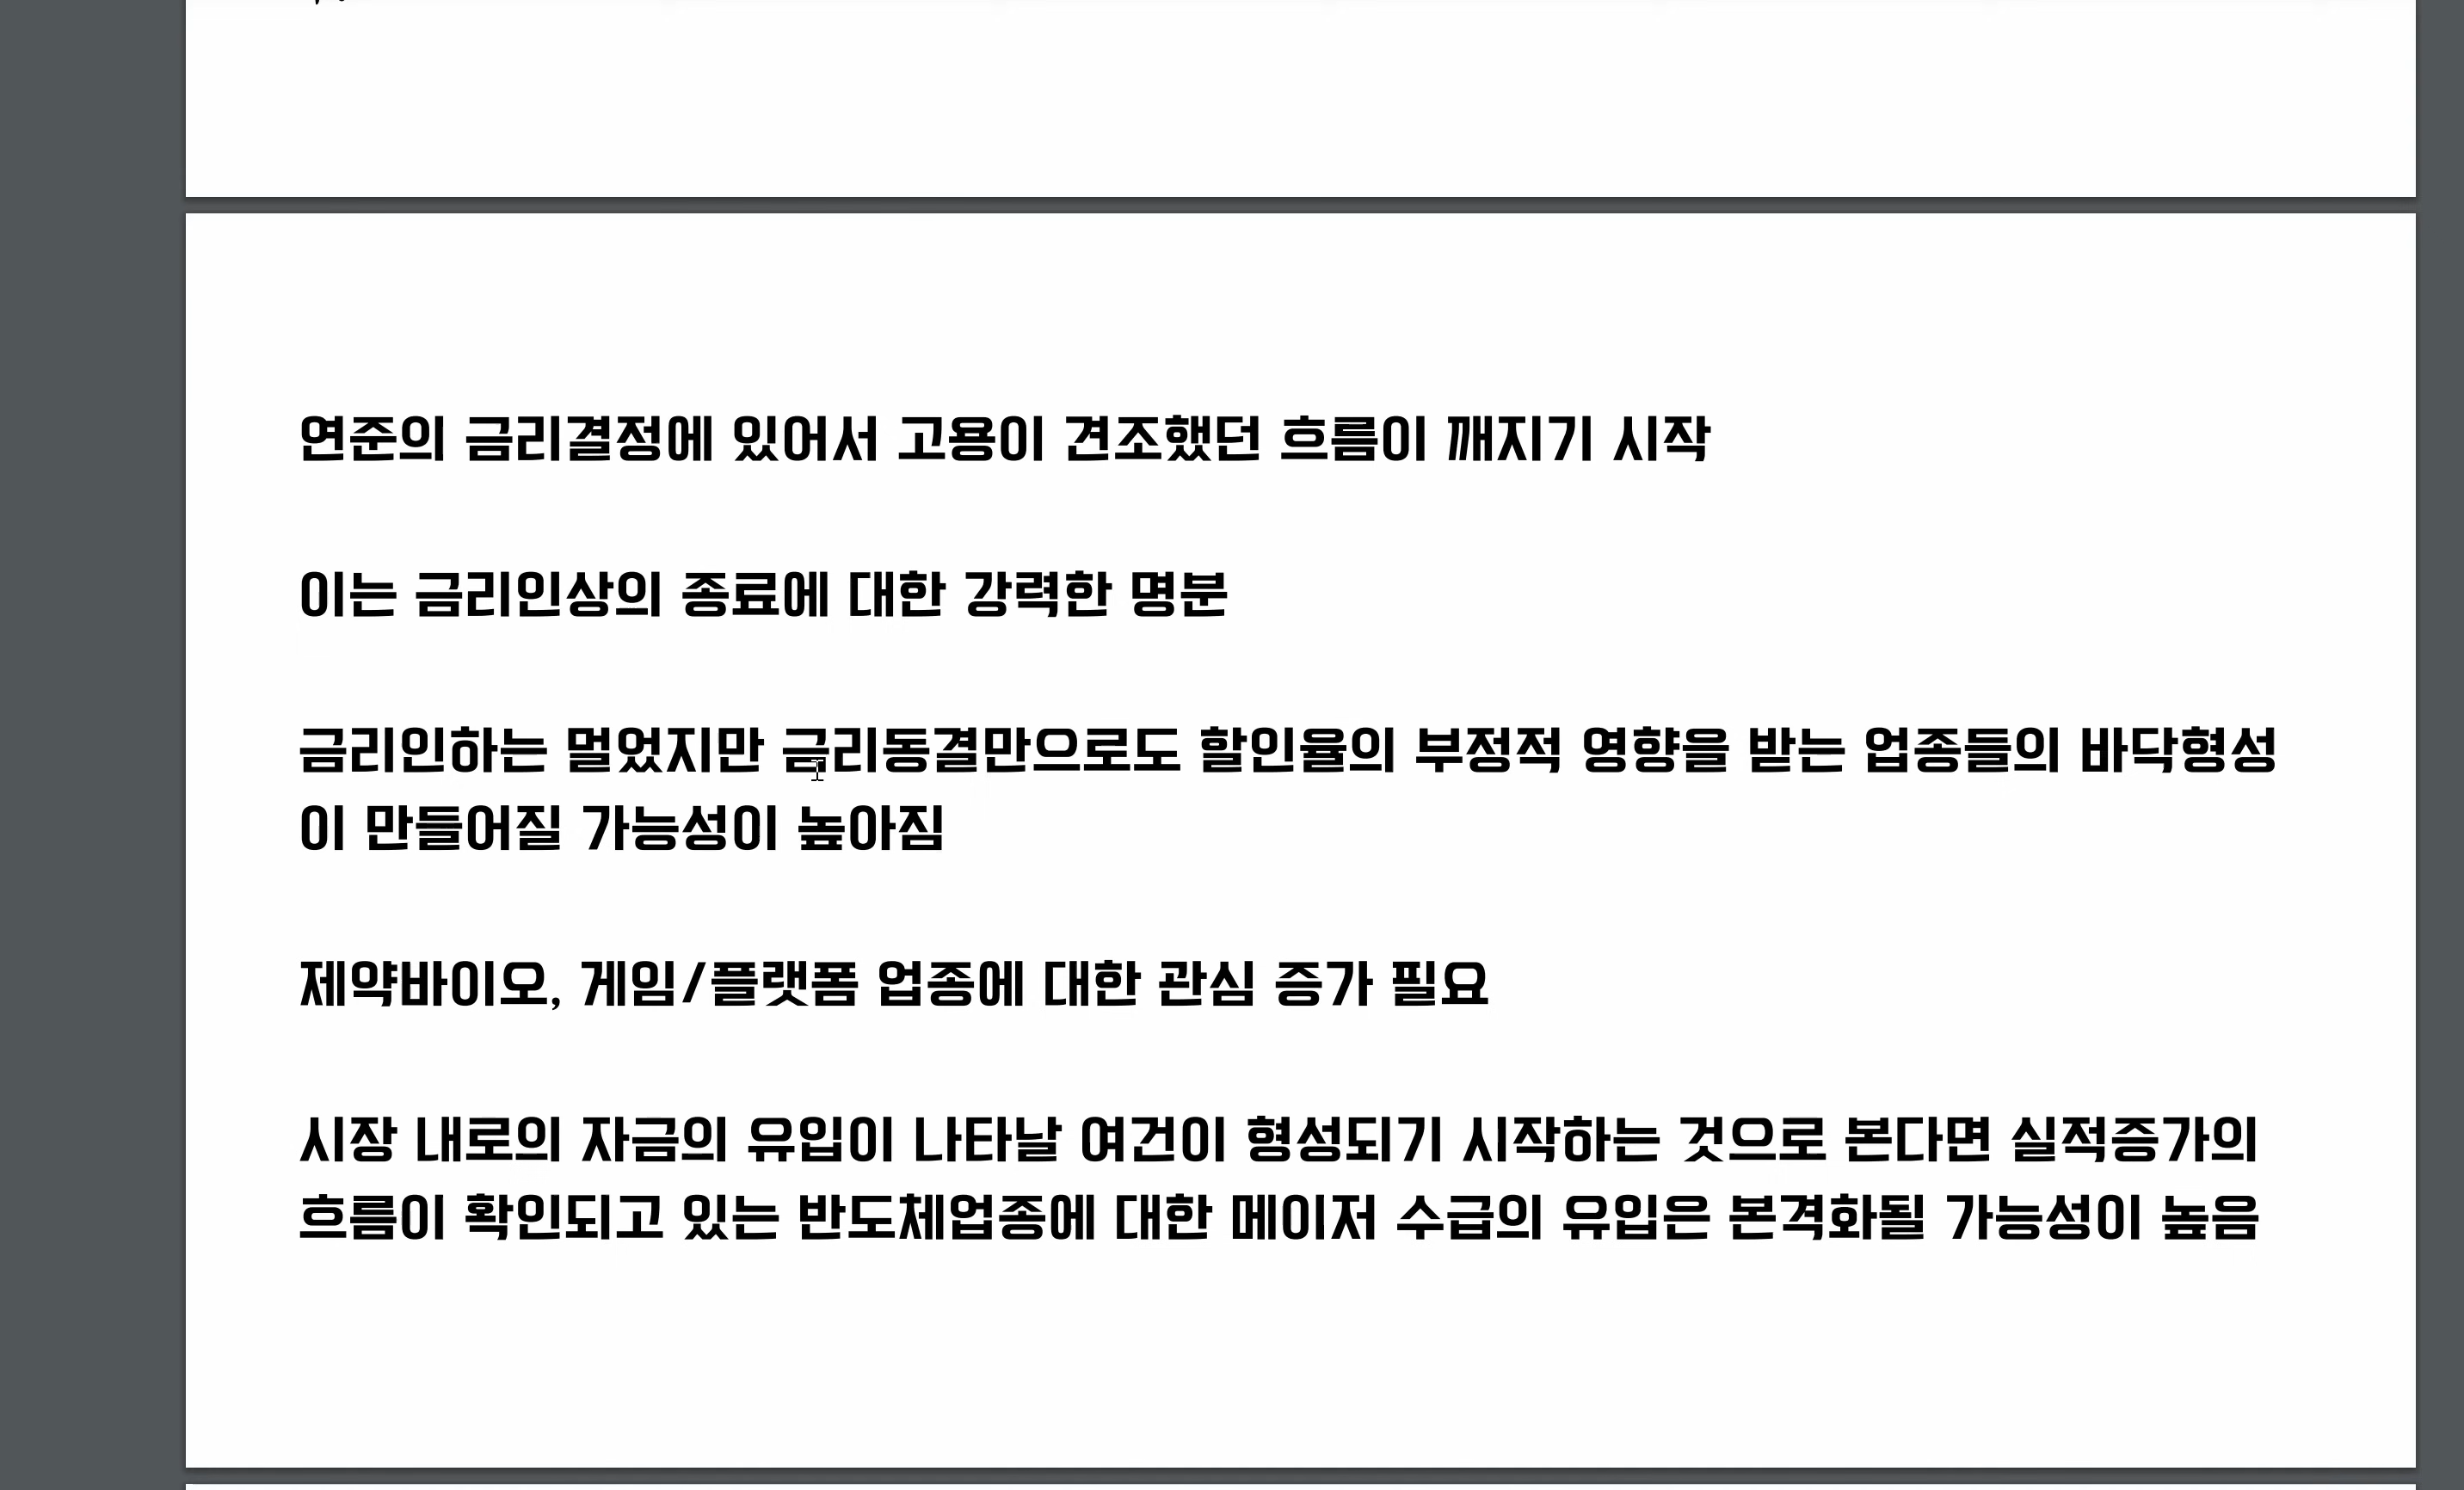 연준의 금리결정에 있어서 고용이 견조했던 흐름이 깨지기 시작
이는 금리인상의 종료에 대한 강력한 명분
금리인하는 멀었지만 금리동결만으로도 할인율의 부정적 영향을 받는 업종들의 바닥형성
이 만들어질 가능성이 높아짐
제약바이오, 게임/플랫폼 업종에 대한 관심 증가 필요
시장 내로의 자금의 유입이 나타날 여건이 형성되기 시작하는 것으로 본다면 실적증가의
흐름이 확인되고 있는 반도체업종에 대한 메이저 수급의 유입은 본격화될 가능성이 높음